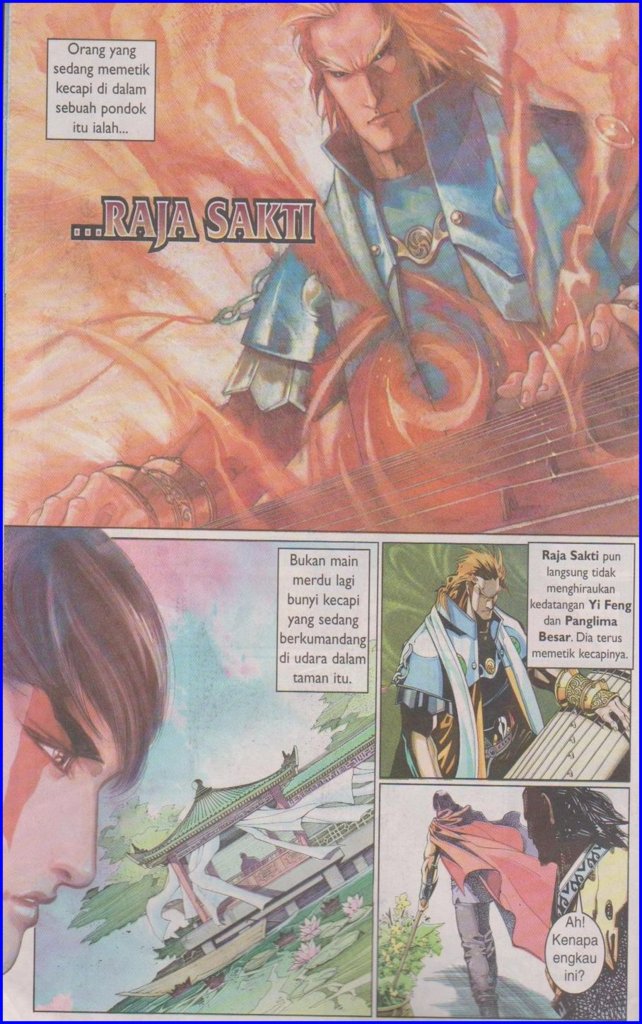 Orang yang
sedang memetik
kecapi di dalam
sebuah pondok
itu ialah...
...RAJA SAKTI
Bukan main
merdu lagi
bunyi kecapi
yang sedang
berkumandang
di udara dalam
taman itu.
Raja Sakti pun
langsung tidak
menghiraukan
kedatangan Yi Feng
dan Panglima
Besar. Dia terus
memetik kecapinya.
Ah!
Kenapa
engkau
ini?